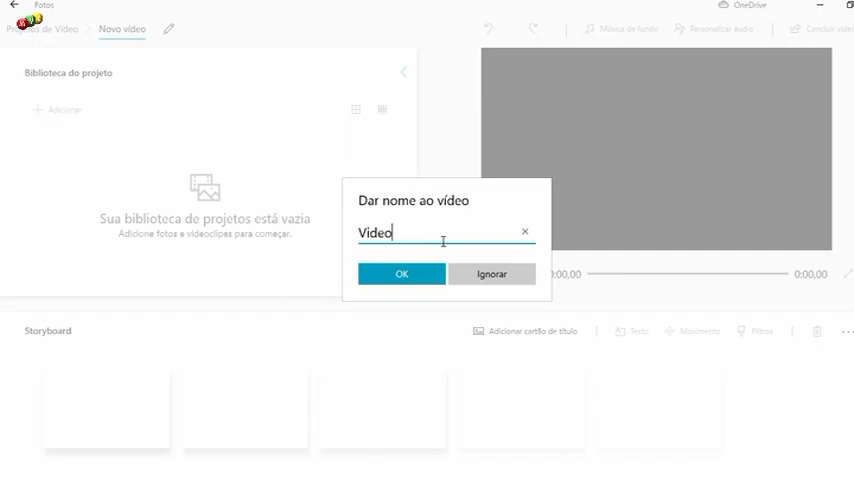 Fotos
OneDrive
Projetos de Vídeo
Novo vídeo
Música de fundo
Personalizar áudio
Concluir vídeo
Biblioteca do projeto
Adicionar
Sua biblioteca de projetos está vazia
Adicione fotos e videoclipes para começar.
Dar nome ao vídeo
Video
OK
Ignorar
0:00,00
0:00,00
Storyboard
Adicionar cartão de título
Texto
Movimento
Filtros